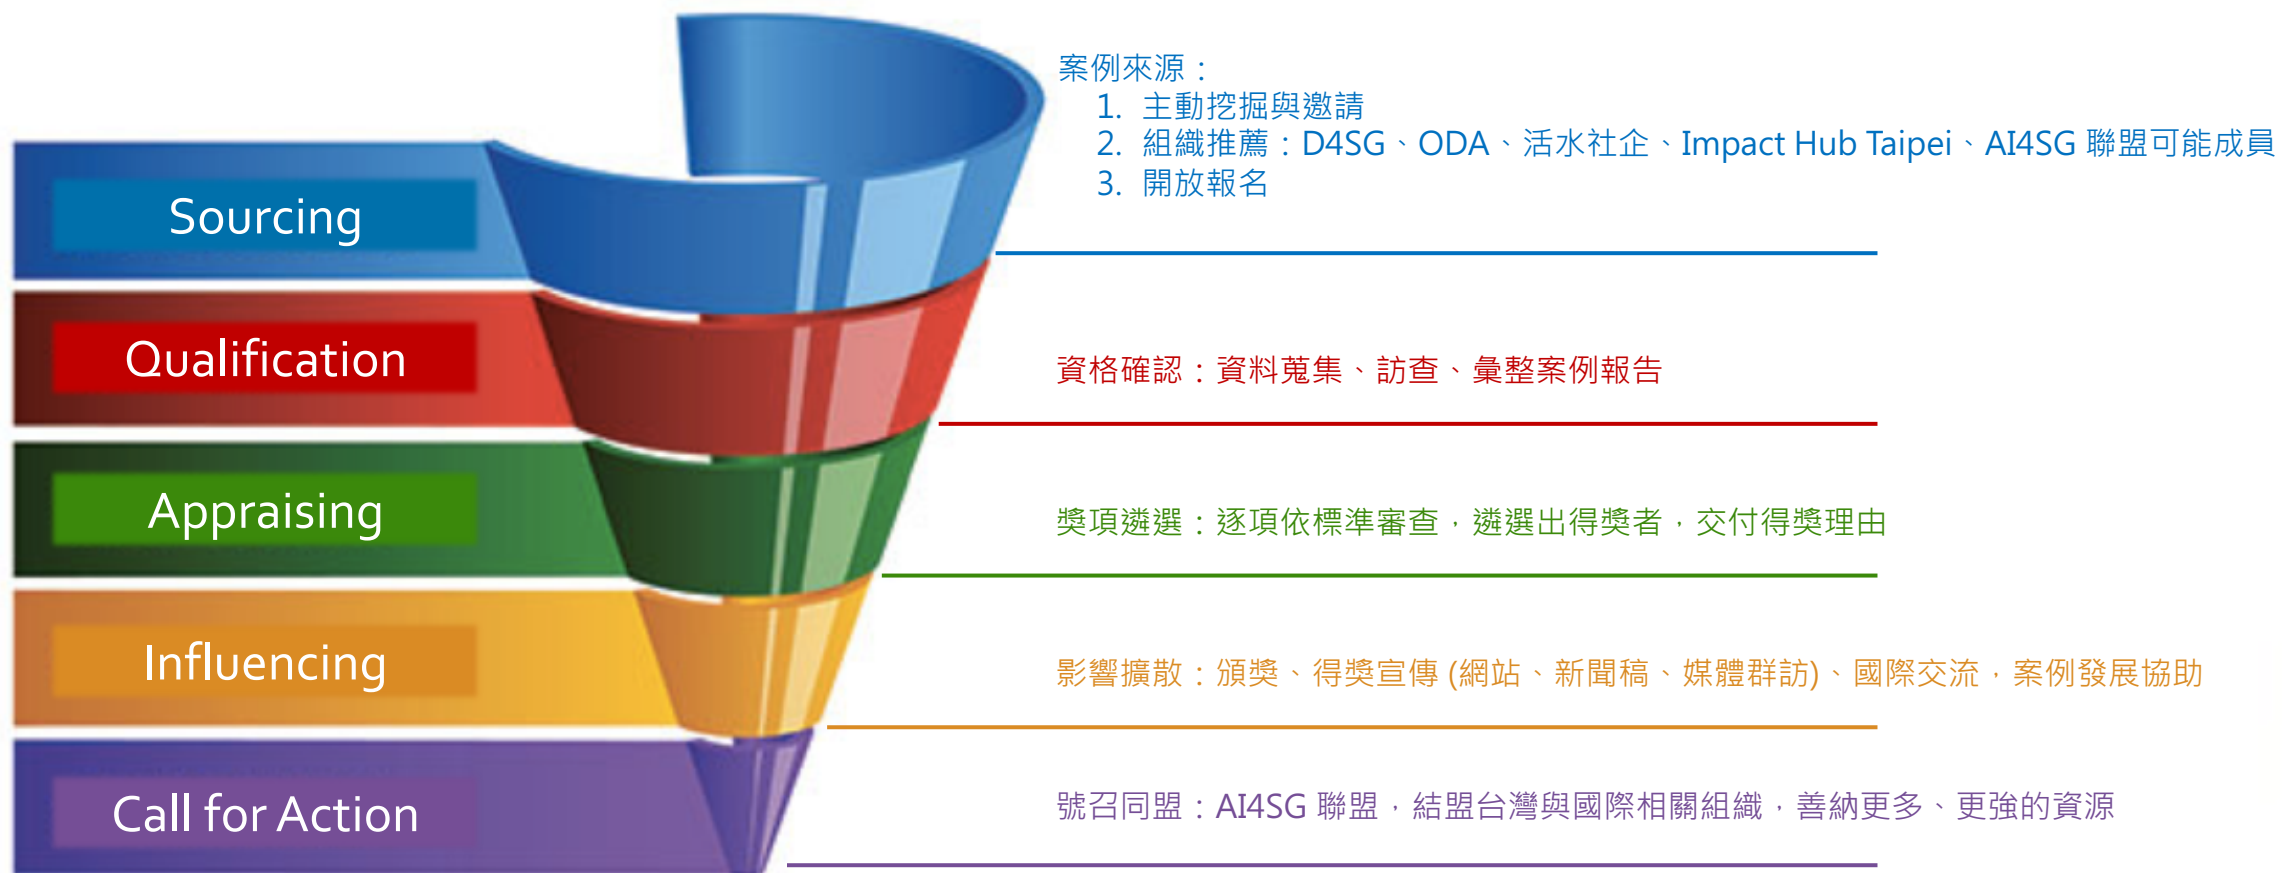 案例來源：
1. 主動挖掘與邀請
2. 組織推薦：D4SG、ODA、活水社企、Impact Hub Taipei、AI4SG 聯盟可能成員
3. 開放報名
Sourcing
Qualification
資格確認：資料蒐集、訪查、彙整案例報告
Appraising
獎項遴選：逐項依標準審查，遴選出得獎者，交付得獎理由
Influencing
影響擴散：頒獎、得獎宣傳 (網站、新聞稿、媒體群訪)、國際交流，案例發展協助
Call for Action
號召同盟：AI4SG 聯盟，結盟台灣與國際相關組織，善納更多、更強的資源